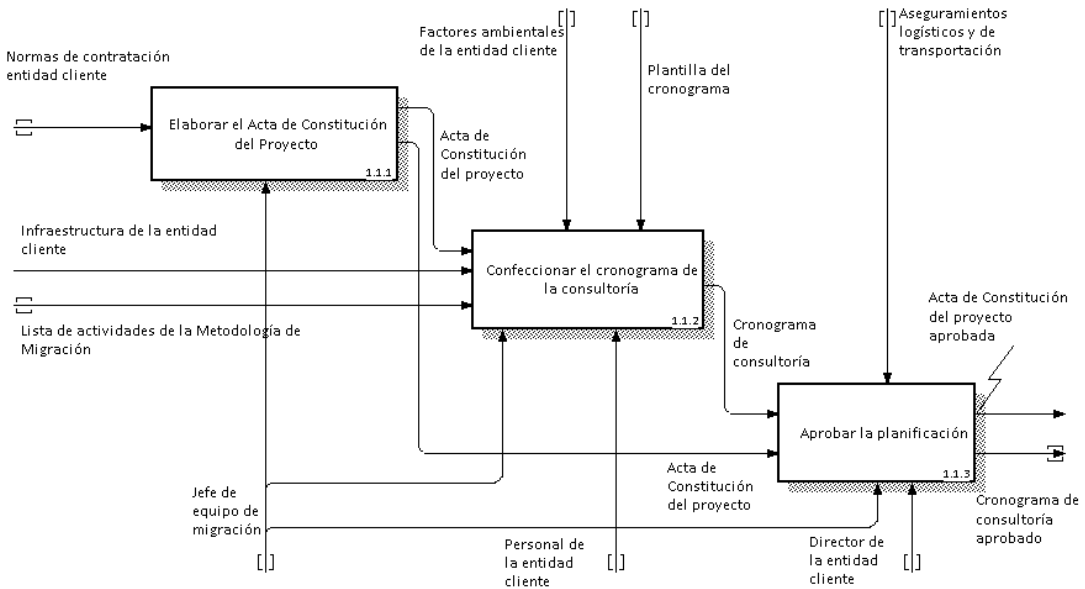 Factores ambientales
de la entidad cliente
Aseguramientos
logísticos y de
transportación
Normas de contratación
entidad cliente
Plantilla del
cronograma
Elaborar el Acta de Constitución
del Proyecto
1.1.1
Acta de
Constitución
del proyecto
Infraestructura de la entidad
cliente
Confeccionar el cronograma de
la consultoría
1.1.2
Lista de actividades de la Metodología de
Migración
Cronograma
de
consultoría
Acta de Constitución
del proyecto
aprobada
Aprobar la planificación
1.1.3
Acta de
Constitución
del proyecto
Jefe de
equipo de
migración
Cronograma de
consultoría
aprobado
Personal de
la entidad
cliente
Director de
la entidad
cliente